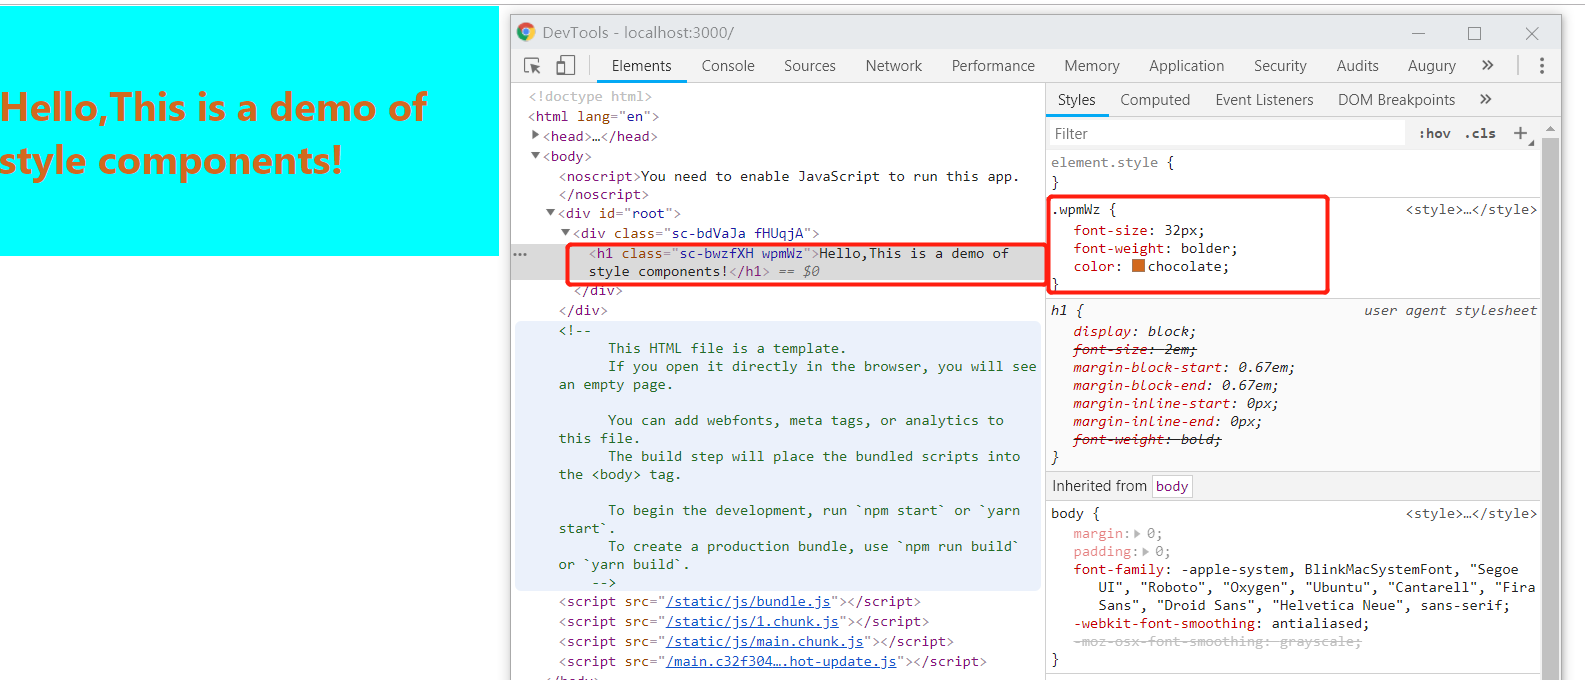 Hello,This is a demo of
style components!
DevTools - localhost:3000/
Elements Console Sources Network Performance Memory Application Security Audits Augury »
<!doctype html>
<html lang="en">
<head>…</head>
<body>
<noscript>You need to enable JavaScript to run this app.
</noscript>
<div id="root">
<div class="sc-bdVaJa fHUqjA">
<h1 class="sc-bwzfXH wpmWz">Hello,This is a demo of
style components!</h1> == $0
</div>
</div>
<!--
This HTML file is a template.
If you open it directly in the browser, you will see
an empty page.
You can add webfonts, meta tags, or analytics to
this file.
The build step will place the bundled scripts into
the <body> tag.
To begin the development, run `npm start` or `yarn
start`.
To create a production bundle, use `npm run build`
or `yarn build`.
-->
<script src="/static/js/bundle.js"></script>
<script src="/static/js/1.chunk.js"></script>
<script src="/static/js/main.chunk.js"></script>
<script src="/main.c32f304….hot-update.js"></script>
</body>
Styles Computed Event Listeners DOM Breakpoints »
Filter :hov .cls +
element.style {
}
.wpmWz { <style>…</style>
font-size: 32px;
font-weight: bolder;
color: chocolate;
}
h1 { user agent stylesheet
display: block;
font-size: 2em;
margin-block-start: 0.67em;
margin-block-end: 0.67em;
margin-inline-start: 0px;
margin-inline-end: 0px;
font-weight: bold;
}
Inherited from body
body { <style>…</style>
margin: 0;
padding: 0;
font-family: -apple-system, BlinkMacSystemFont, "Segoe
UI", "Roboto", "Oxygen", "Ubuntu", "Cantarell", "Fira
Sans", "Droid Sans", "Helvetica Neue", sans-serif;
-webkit-font-smoothing: antialiased;
-moz-osx-font-smoothing: grayscale;
}